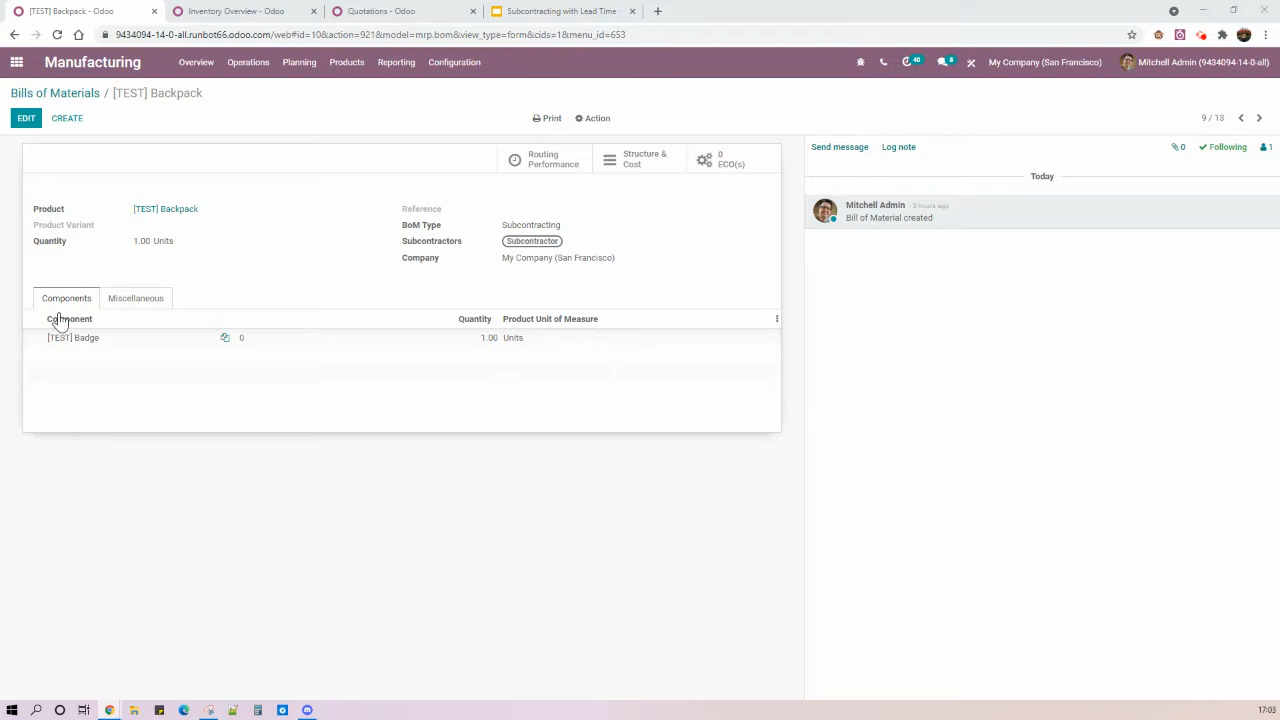 [TEST] Backpack - Odoo
Inventory Overview - Odoo
Quotations - Odoo
Subcontracting with Lead Time -
9434094-14-0-all.runbot66.odoo.com/web#id=10&action=921&model=mrp.bom&view_type=form&cids=1&menu_id=653
Manufacturing
Overview
Operations
Planning
Products
Reporting
Configuration
40
8
My Company (San Francisco)
Mitchell Admin (9434094-14-0-all)
Bills of Materials / [TEST] Backpack
EDIT
CREATE
Print
Action
9 / 13
Routing Performance
Structure & Cost
0 ECO(s)
Send message
Log note
0
Following
1
Today
Product
[TEST] Backpack
Product Variant
Quantity
1.00 Units
Reference
BoM Type
Subcontracting
Subcontractors
Subcontractor
Company
My Company (San Francisco)
Mitchell Admin - 3 hours ago
Bill of Material created
Components
Miscellaneous
Component
Quantity
Product Unit of Measure
[TEST] Badge
0
1.00
Units
17:03